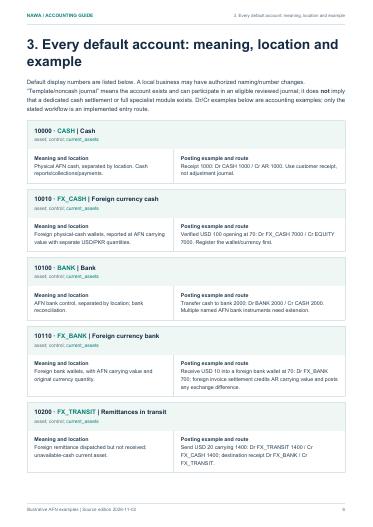 NAWA | ACCOUNTING GUIDE
3. Every default account: meaning, location and example
3. Every default account: meaning, location and
example
Default display numbers are listed below. A local business may have authorized naming/number changes.
"Template/noncash journal" means the account exists and can participate in an eligible reviewed journal; it does not imply
that a dedicated cash settlement or full specialist module exists. Dr/Cr examples below are accounting examples; only the
stated workflow is an implemented entry route.
10000 · CASH | Cash
asset; control; current_assets
Meaning and location
Physical AFN cash, separated by location. Cash
reports/collections/payments.
Posting example and route
Receipt 1000: Dr CASH 1000 / Cr AR 1000. Use customer receipt,
not adjustment journal.
10010 · FX_CASH | Foreign currency cash
asset; control; current_assets
Meaning and location
Foreign physical-cash wallets, reported at AFN carrying
value with separate USD/PKR quantities.
Posting example and route
Verified USD 100 opening at 70: Dr FX_CASH 7000 / Cr EQUITY
7000. Register the wallet/currency first.
10100 · BANK | Bank
asset; control; current_assets
Meaning and location
AFN bank control, separated by location; bank
reconciliation.
Posting example and route
Transfer cash to bank 2000: Dr BANK 2000 / Cr CASH 2000.
Multiple named AFN bank instruments need extension.
10110 · FX_BANK | Foreign currency bank
asset; control; current_assets
Meaning and location
Foreign bank wallets, with AFN carrying value and
original currency quantity.
Posting example and route
Receive USD 10 into a foreign bank wallet at 70: Dr FX_BANK
700; foreign invoice settlement credits AR carrying value and posts
any exchange difference.
10200 · FX_TRANSIT | Remittances in transit
asset; control; current_assets
Meaning and location
Foreign remittance dispatched but not received;
unavailable-cash current asset.
Posting example and route
Send USD 20 carrying 1400: Dr FX_TRANSIT 1400 / Cr
FX_CASH 1400; destination receipt Dr FX_BANK / Cr
FX_TRANSIT.
Illustrative AFN examples | Source edition